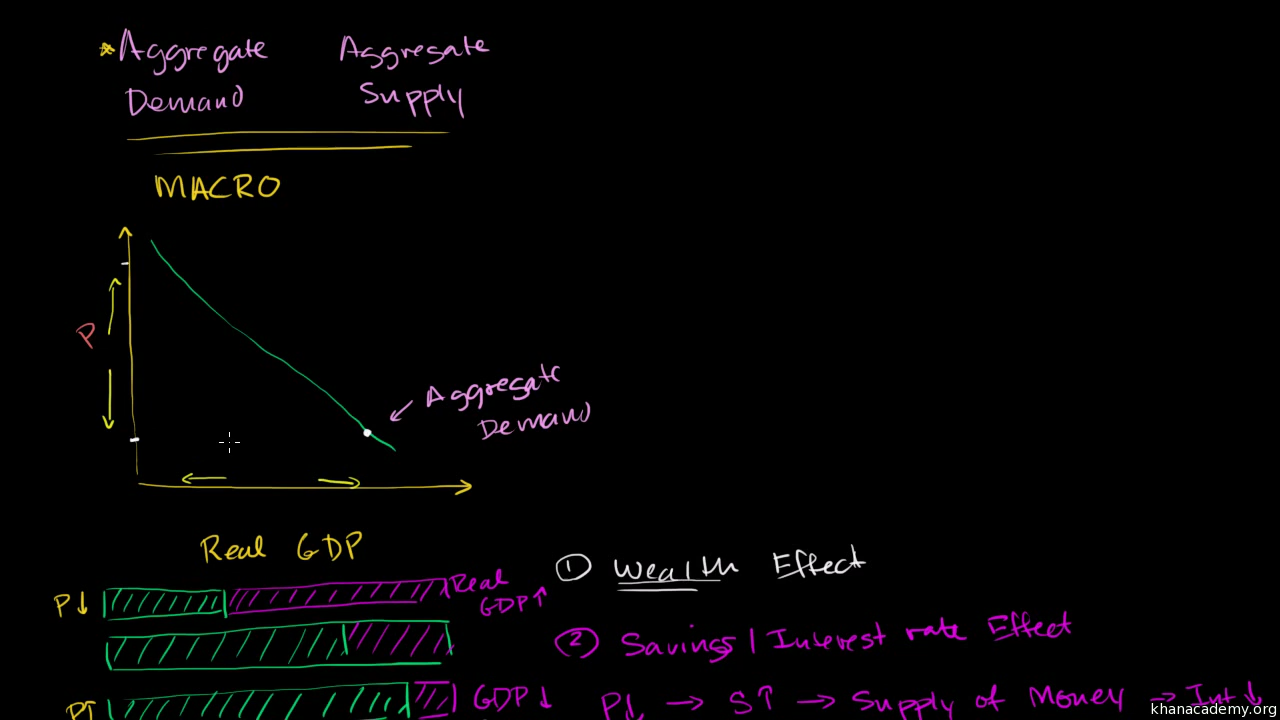 *Aggregate Demand
Aggregate Supply
MACRO
P
Aggregate
Demand
Real GDP
① Wealth Effect
P↓
Real
GDP↑
② Savings / Interest rate Effect
P↑
GDP↓
P↓ → S↑ → Supply of Money → Int↓
khanacademy.org